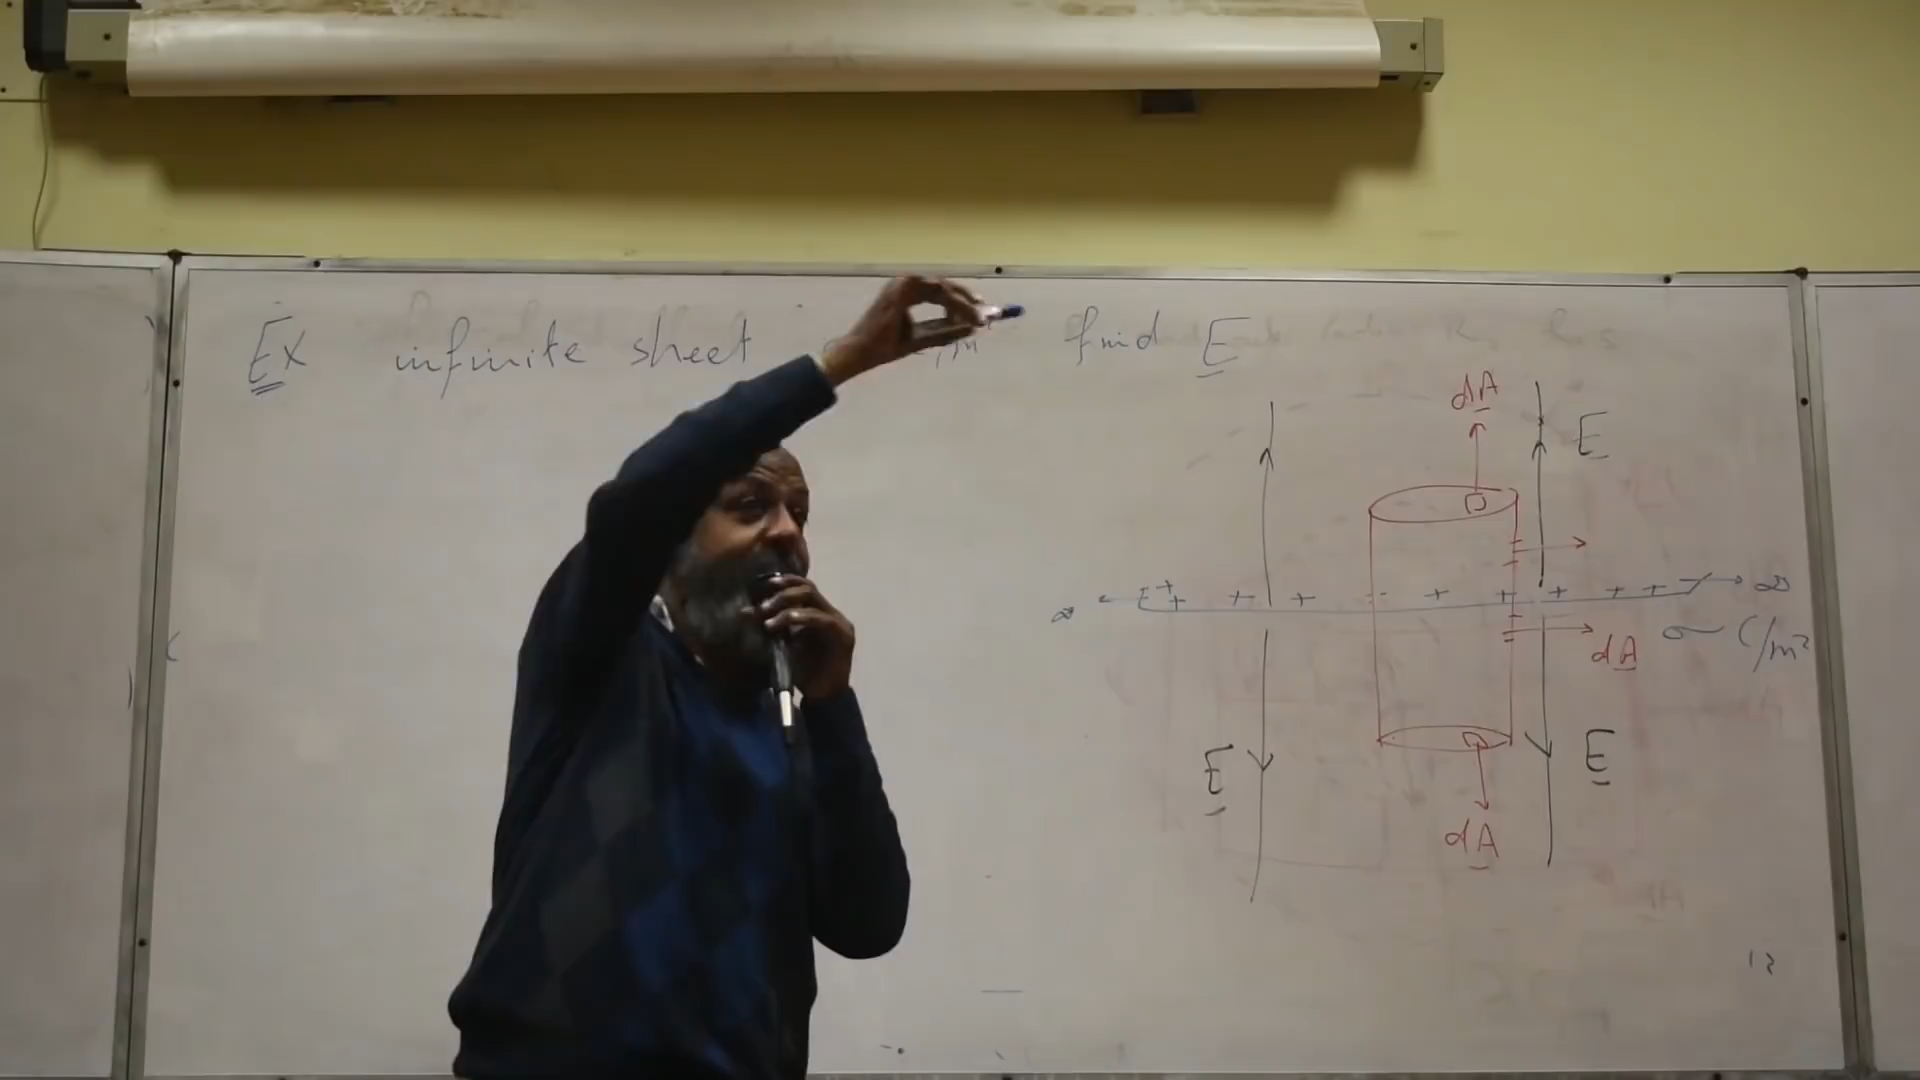 Ex infinite sheet find E
dA
E
+ + + + + + + + +
∞ ∞
σ C/m²
dA
E E
dA